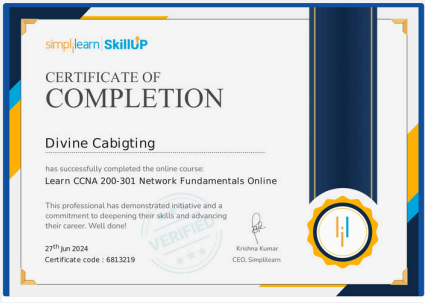 simplilearn SkillUP
CERTIFICATE OF
COMPLETION
Divine Cabigting
has successfully completed the online course:
Learn CCNA 200-301 Network Fundamentals Online
This professional has demonstrated initiative and a
commitment to deepening their skills and advancing
their career. Well done!
VERIFIED
27th Jun 2024
Certificate code : 6813219
Krishna Kumar
CEO, Simplilearn